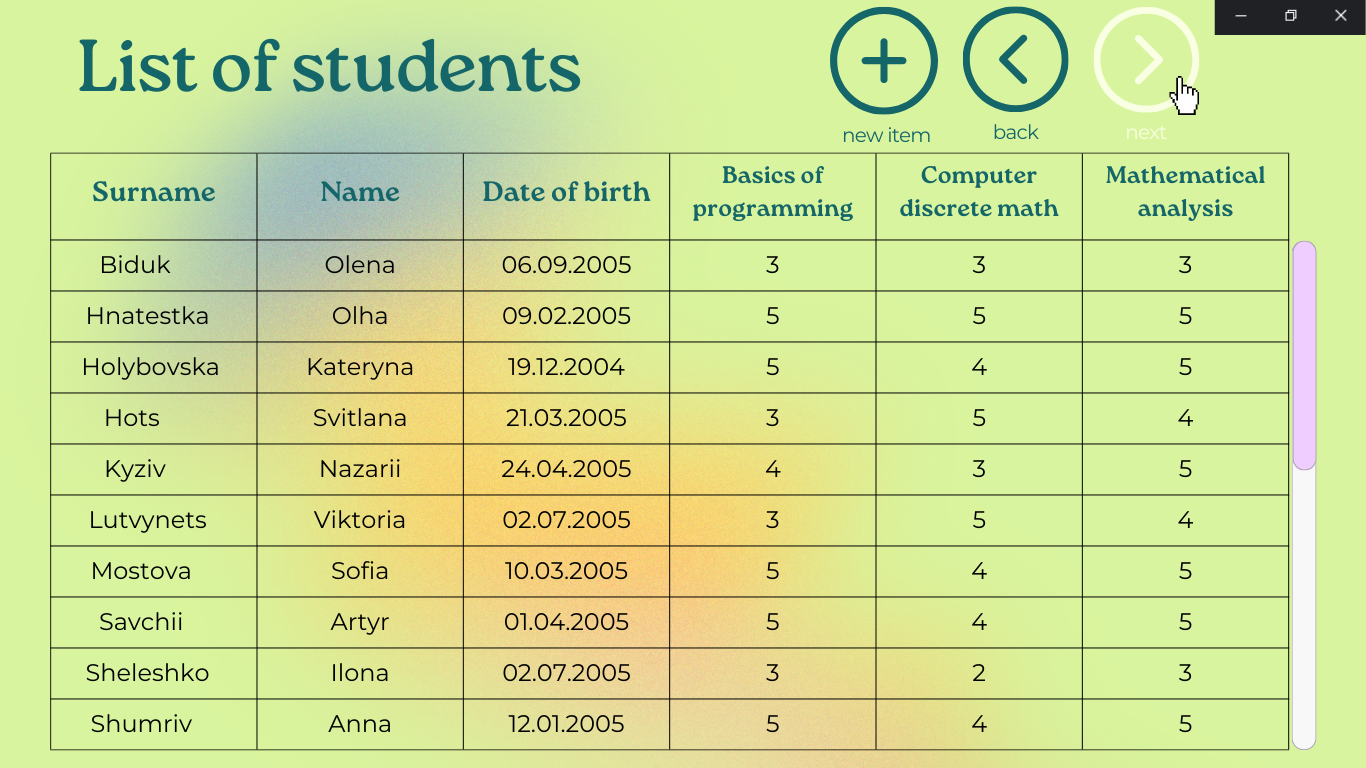 List of students
new item
back
next
Surname Name Date of birth Basics of programming Computer discrete math Mathematical analysis
Biduk Olena 06.09.2005 3 3 3
Hnatestka Olha 09.02.2005 5 5 5
Holybovska Kateryna 19.12.2004 5 4 5
Hots Svitlana 21.03.2005 3 5 4
Kyziv Nazarii 24.04.2005 4 3 5
Lutvynets Viktoria 02.07.2005 3 5 4
Mostova Sofia 10.03.2005 5 4 5
Savchii Artyr 01.04.2005 5 4 5
Sheleshko Ilona 02.07.2005 3 2 3
Shumriv Anna 12.01.2005 5 4 5